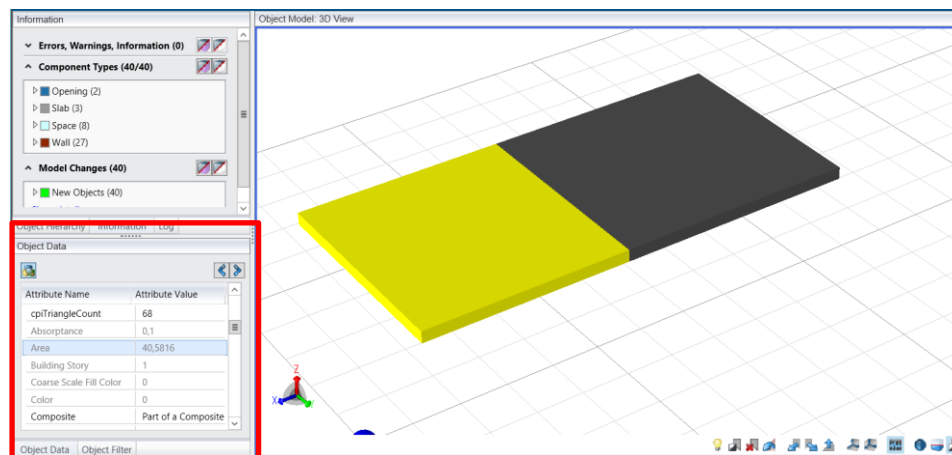 Information
Object Model: 3D View
Errors, Warnings, Information (0)
Component Types (40/40)
Opening (2)
Slab (3)
Space (8)
Wall (27)
Model Changes (40)
New Objects (40)
Object Hierarchy Information Log
Object Data
Attribute Name Attribute Value
cpiTriangleCount 68
Absorptance 0,1
Area 40,5816
Building Story 1
Coarse Scale Fill Color 0
Color 0
Composite Part of a Composite
Object Data Object Filter
Z
X